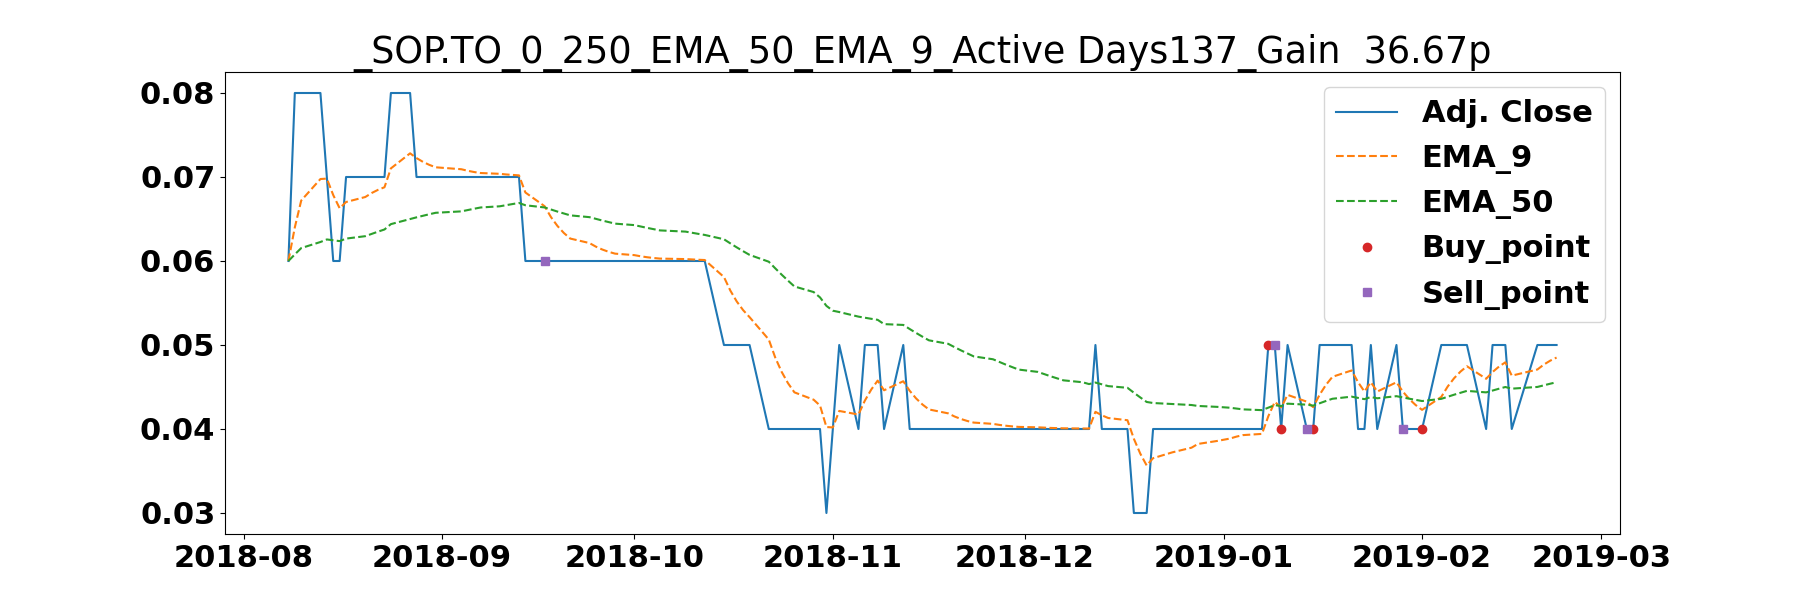 _SOP.TO_0_250_EMA_50_EMA_9_Active Days137_Gain  36.67p
0.08
0.07
0.06
0.05
0.04
0.03
Adj. Close
EMA_9
EMA_50
Buy_point
Sell_point
2018-08 2018-09 2018-10 2018-11 2018-12 2019-01 2019-02 2019-03